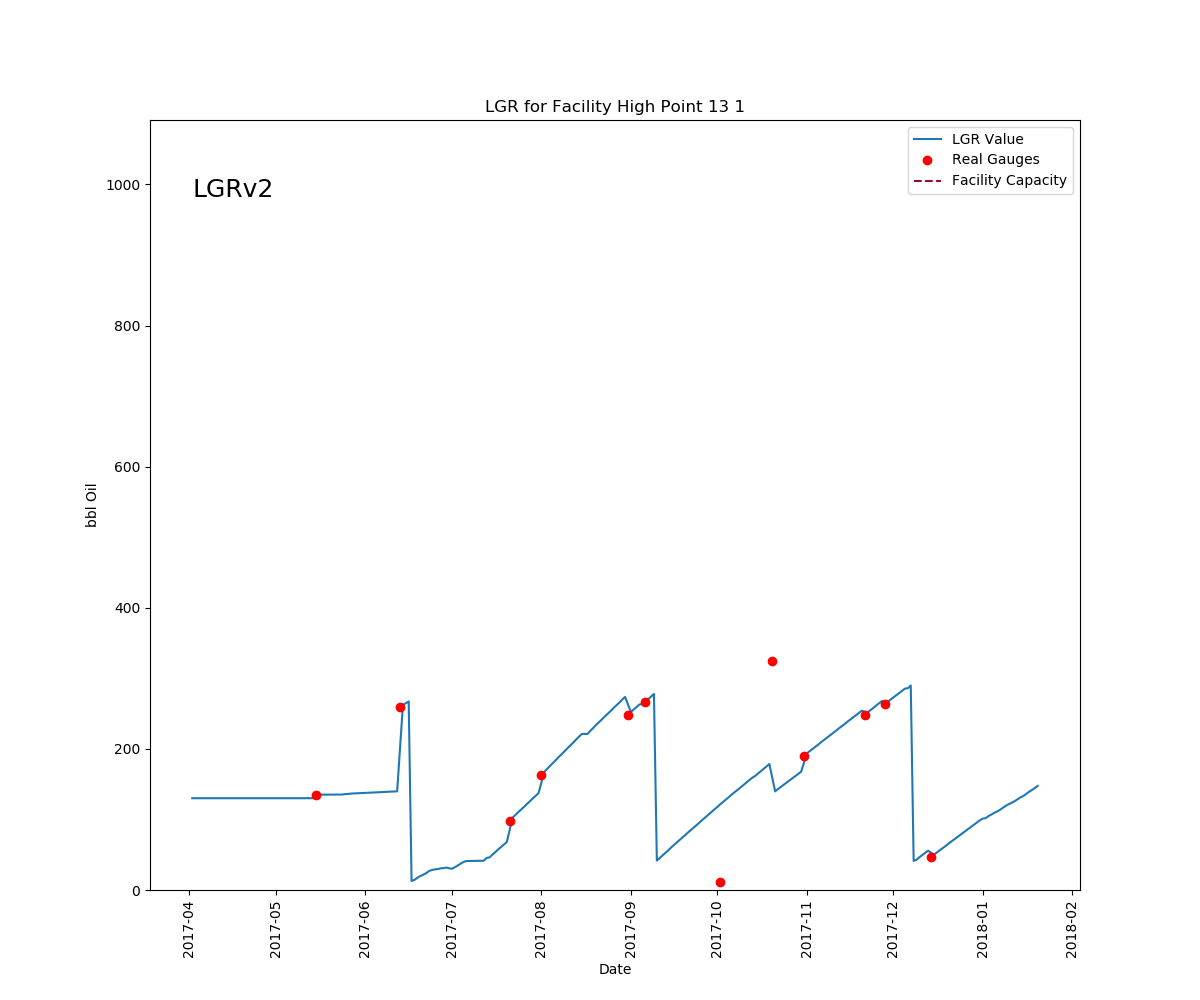 LGR for Facility High Point 13 1
LGRv2
LGR Value
Real Gauges
Facility Capacity
1000
800
600
400
200
0
bbl Oil
2017-04
2017-05
2017-06
2017-07
2017-08
2017-09
2017-10
2017-11
2017-12
2018-01
2018-02
Date